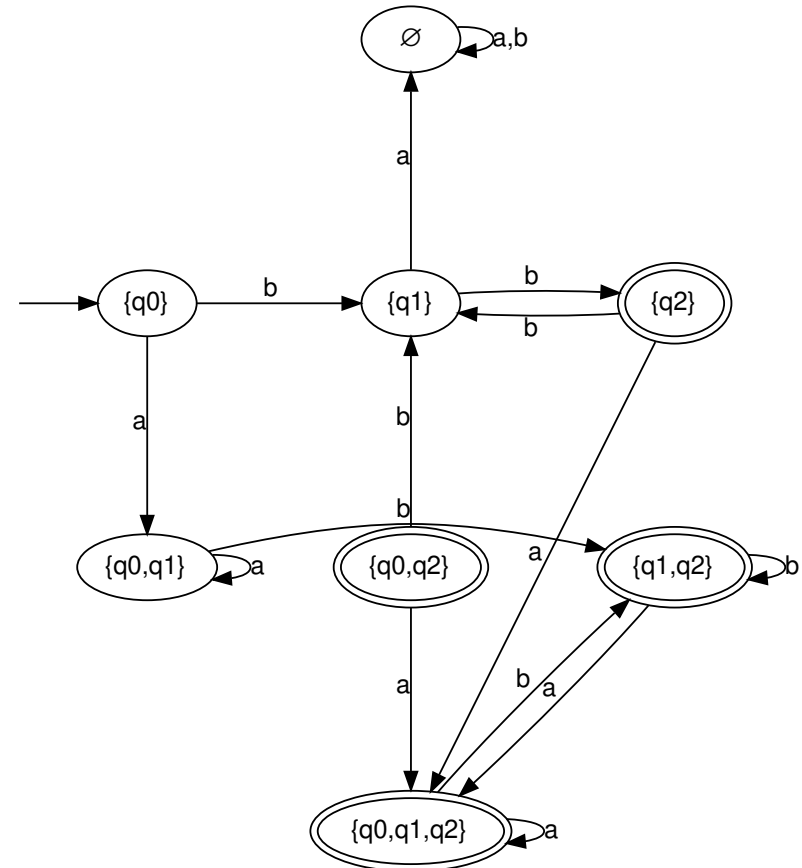 ∅
a,b
a
{q0}
b
{q1}
b
{q2}
b
a
b
b
{q0,q1}
a
{q0,q2}
a
{q1,q2}
b
a
b
a
{q0,q1,q2}
a